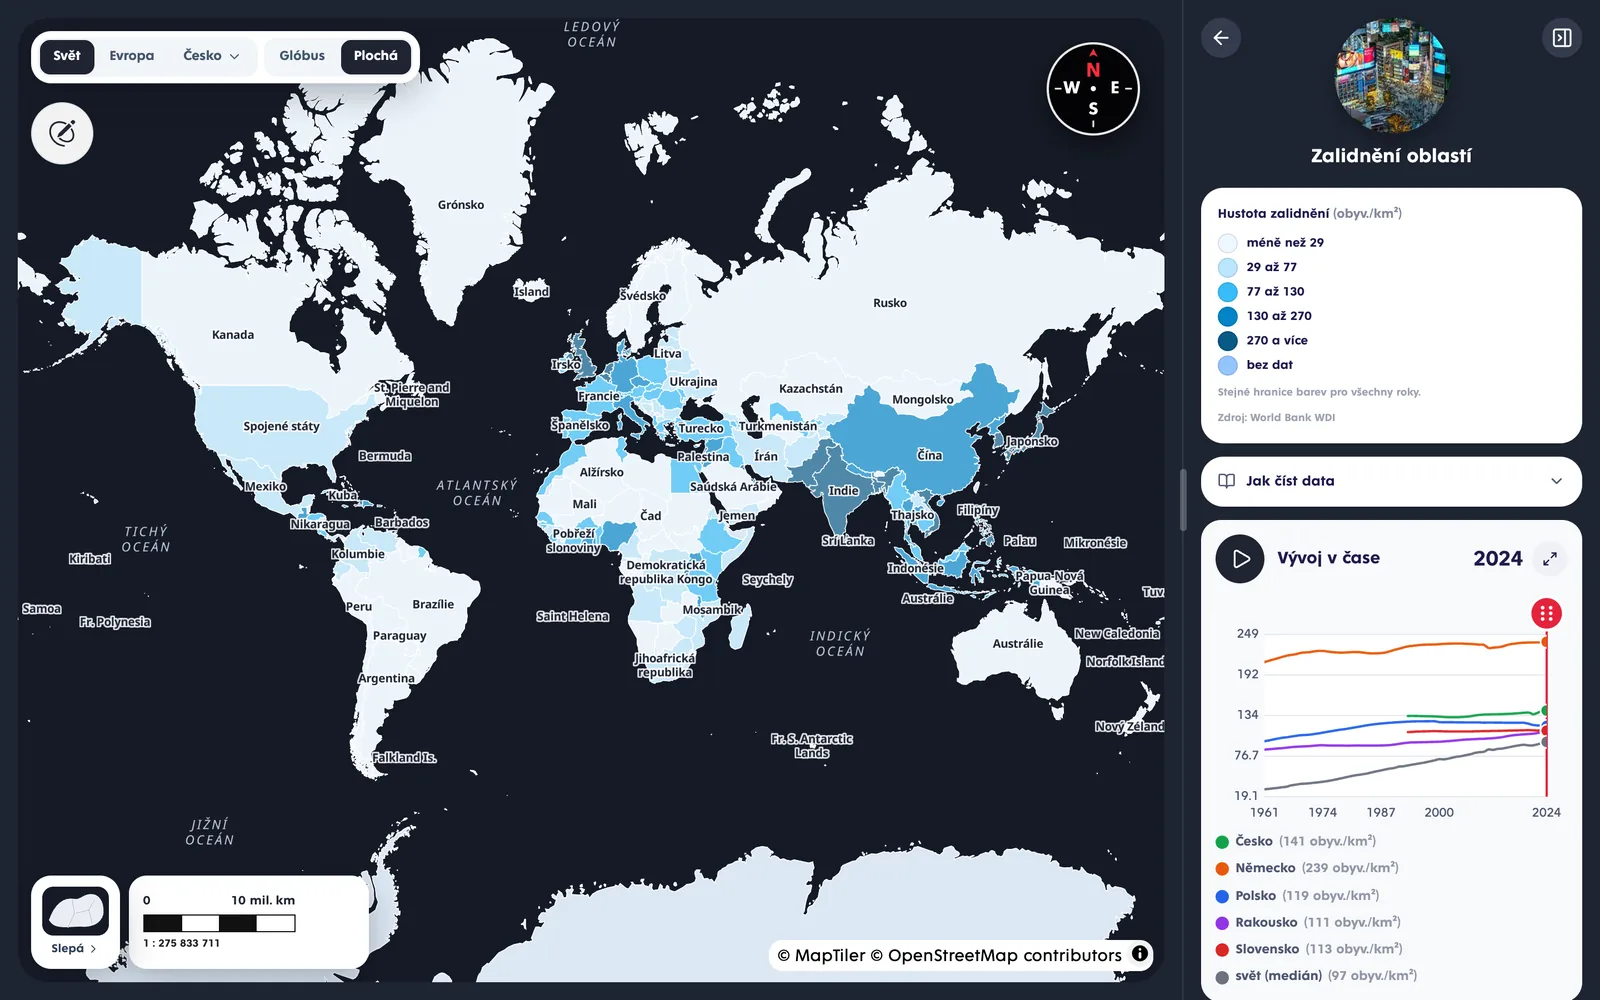 Svět
Evropa
Česko
Glóbus
Plochá
LEDOVÝ
OCEÁN
N
W
E
S
Grónsko
Island
Švédsko
Rusko
Kanada
Irsko
Litva
Ukrajina
Francie
Kazachstán
Mongolsko
St. Pierre and
Miquelon
Spojené státy
Španělsko
Turecko
Turkmenistán
Japonsko
Bermuda
Palestina
Írán
Čína
Alžírsko
Mexiko
Kuba
ATLANTSKÝ
OCEÁN
Saúdská Arábie
Indie
Mali
Čad
Jemen
Thajsko
Filipíny
Nikaragua
Barbados
TICHÝ
OCEÁN
Pobřeží
slonoviny
Srí Lanka
Palau
Mikronésie
Kiribati
Kolumbie
Demokratická
republika Kongo
Seychely
Indonésie
Papua-Nová
Guinea
Samoa
Fr. Polynesia
Peru
Brazílie
Saint Helena
Mosambik
Austrálie
Tuv
Paraguay
INDICKÝ
OCEÁN
Austrálie
New Caledonia
Norfolk Island
Jihoafrická
republika
Argentina
Nový Zéland
Fr. S. Antarctic
Lands
Falkland Is.
JIŽNÍ
OCEÁN
Slepá
0
10 mil. km
1 : 275 833 711
© MapTiler © OpenStreetMap contributors
Zalidnění oblastí
Hustota zalidnění (obyv./km²)
méně než 29
29 až 77
77 až 130
130 až 270
270 a více
bez dat
Stejné hranice barev pro všechny roky.
Zdroj: World Bank WDI
Jak číst data
Vývoj v čase
2024
249
192
134
76.7
19.1
1961
1974
1987
2000
2024
Česko (141 obyv./km²)
Německo (239 obyv./km²)
Polsko (119 obyv./km²)
Rakousko (111 obyv./km²)
Slovensko (113 obyv./km²)
svět (medián) (97 obyv./km²)